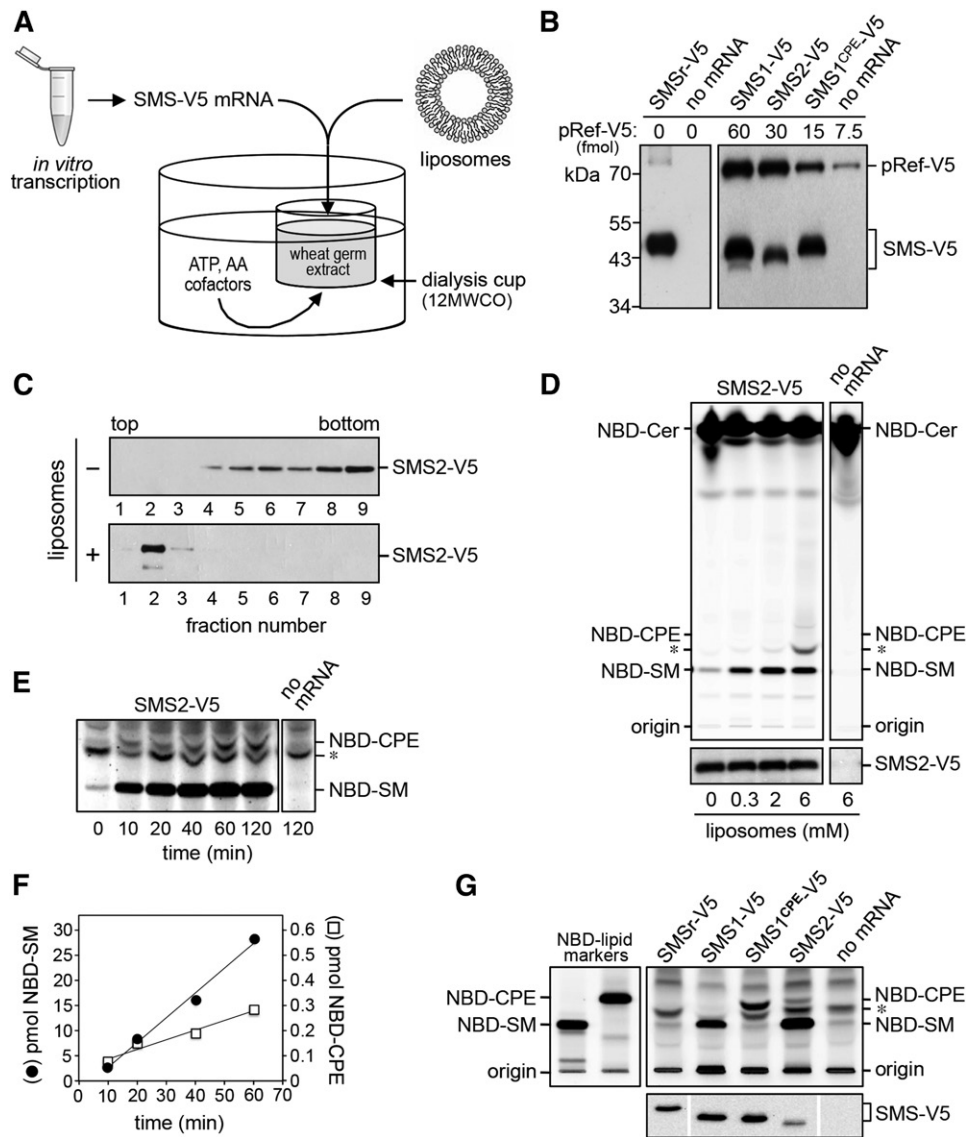 A
in vitro
transcription
SMS-V5 mRNA
liposomes
wheat germ
extract
ATP, AA
cofactors
dialysis cup
(12MWCO)
B
SMSr-V5
no mRNA
SMS1-V5
SMS2-V5
SMS1CPE-V5
no mRNA
pRef-V5: 0 0 60 30 15 7.5
(fmol)
kDa
70
55
43
34
pRef-V5
SMS-V5
C
top bottom
liposomes
− SMS2-V5
1 2 3 4 5 6 7 8 9
+ SMS2-V5
1 2 3 4 5 6 7 8 9
fraction number
D
SMS2-V5
no
mRNA
NBD-Cer NBD-Cer
NBD-CPE NBD-CPE
* *
NBD-SM NBD-SM
origin origin
SMS2-V5
0 0.3 2 6 6
liposomes (mM)
E
SMS2-V5
no
mRNA
NBD-CPE
*
NBD-SM
0 10 20 40 60 120 120
time (min)
F
(●) pmol NBD-SM
30
25
20
15
10
5
0
(□) pmol NBD-CPE
0.6
0.5
0.4
0.3
0.2
0.1
0
0 10 20 30 40 50 60 70
time (min)
G
NBD-lipid
markers
SMSr-V5
SMS1-V5
SMS1CPE-V5
SMS2-V5
no mRNA
NBD-CPE NBD-CPE
*
NBD-SM NBD-SM
origin origin
SMS-V5